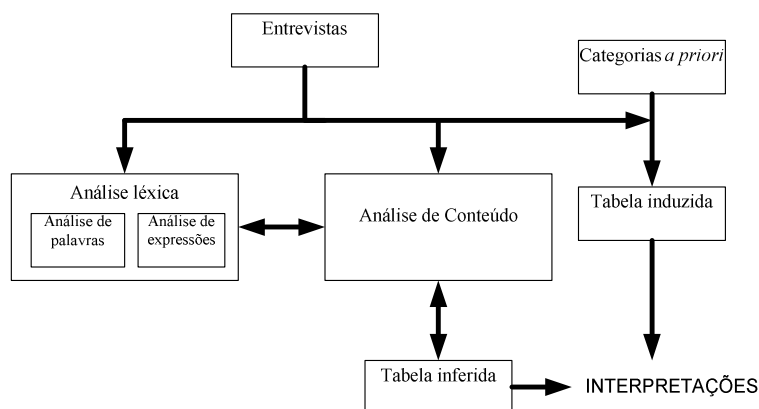 Entrevistas
Categorias a priori
Análise léxica
Análise de
palavras
Análise de
expressões
Análise de Conteúdo
Tabela induzida
Tabela inferida
INTERPRETAÇÕES